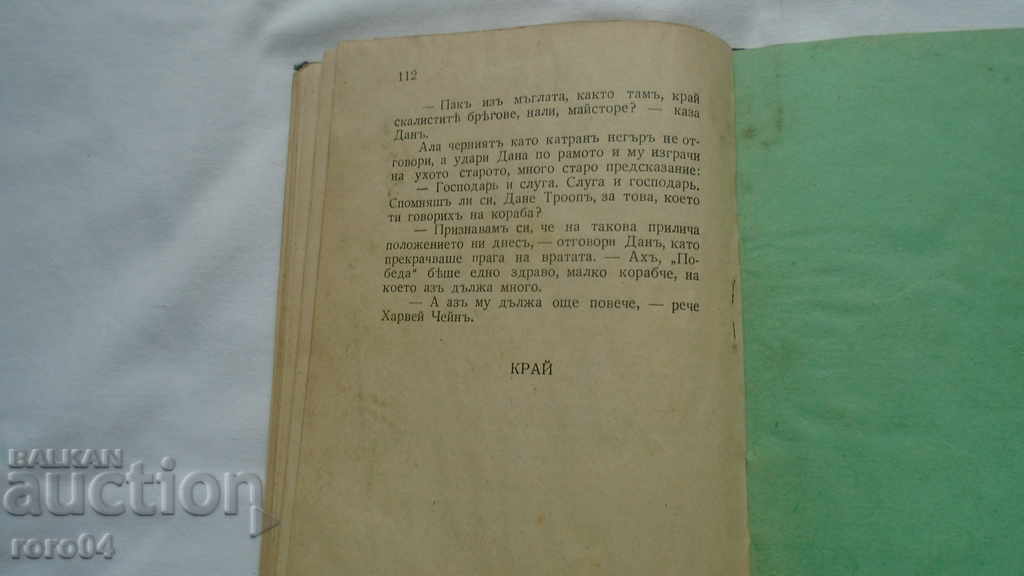 112
— Пакъ изъ мъглата, както тамъ, край
скалиститѣ брѣгове, нали, майсторе? — каза
Данъ.
Ала черниятъ като катранъ негъръ не от-
говори, а удари Дана по рамото и му изграчи
на ухото старото, много старо предсказание:
— Господарь и слуга. Слуга и господарь.
Спомняшъ ли си, Дане Троопъ, за това, което
ти говорихъ на кораба?
— Признавамъ си, че на такова прилича
положението ни днесъ, — отговори Данъ, като
прекрачваше прага на вратата. — Ахъ, „По-
беда“ бѣше едно здраво, малко корабче, на
което азъ дължа много.
— А азъ му дължа още повече, — рече
Харвей Чейнъ.
КРАЙ
BALKAN
auction
roro04